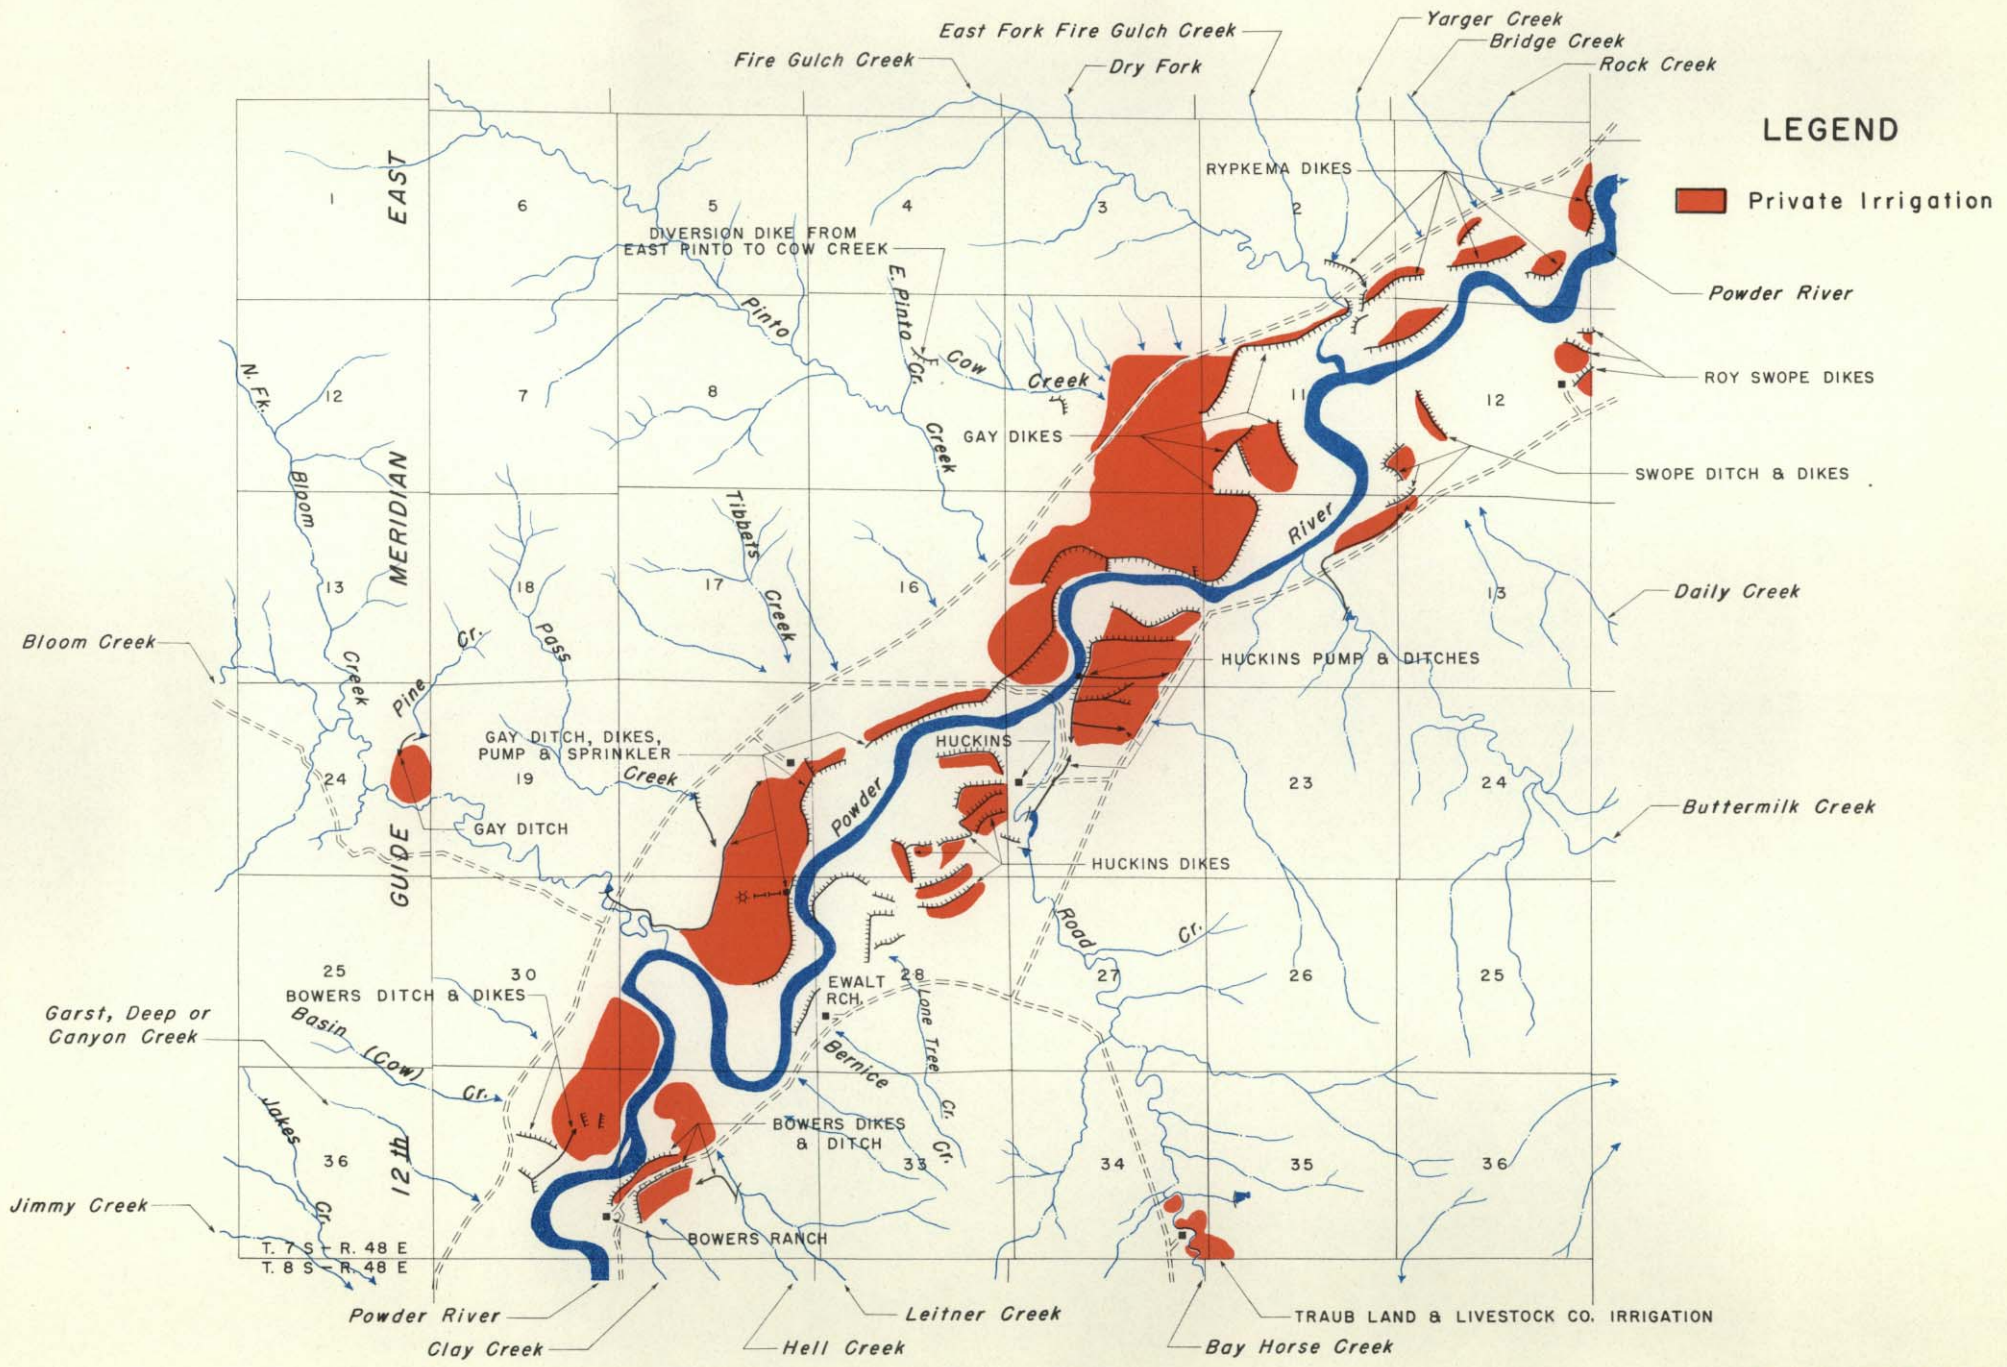 Yarger Creek
East Fork Fire Gulch Creek
Bridge Creek
Fire Gulch Creek
Dry Fork
Rock Creek
LEGEND
Private Irrigation
EAST
MERIDIAN
GUIDE
12th
1
6
5
4
3
2
RYPKEMA DIKES
DIVERSION DIKE FROM
EAST PINTO TO COW CREEK
E. Pinto
Cr.
Pinto
Creek
Powder River
Cow
Creek
N. Fk.
Bloom
Creek
12
7
8
11
12
ROY SWOPE DIKES
GAY DIKES
SWOPE DITCH & DIKES
Tibbets
Creek
River
13
18
17
16
13
Daily Creek
Bloom Creek
Pine
Cr.
Pass
Creek
HUCKINS PUMP & DITCHES
GAY DITCH, DIKES,
PUMP & SPRINKLER
HUCKINS
24
19
23
24
Powder
Buttermilk Creek
GAY DITCH
HUCKINS DIKES
Road
Cr.
25
30
28
27
26
25
BOWERS DITCH & DIKES
EWALT
RCH.
Lone Tree
Cr.
Garst, Deep or
Canyon Creek
Basin
(Cow)
Cr.
Bernice
Cr.
Jakes
Cr.
BOWERS DIKES
& DITCH
36
33
34
35
36
Jimmy Creek
BOWERS RANCH
T. 7 S – R. 48 E
T. 8 S – R. 48 E
Powder River
Leitner Creek
TRAUB LAND & LIVESTOCK CO. IRRIGATION
Clay Creek
Hell Creek
Bay Horse Creek